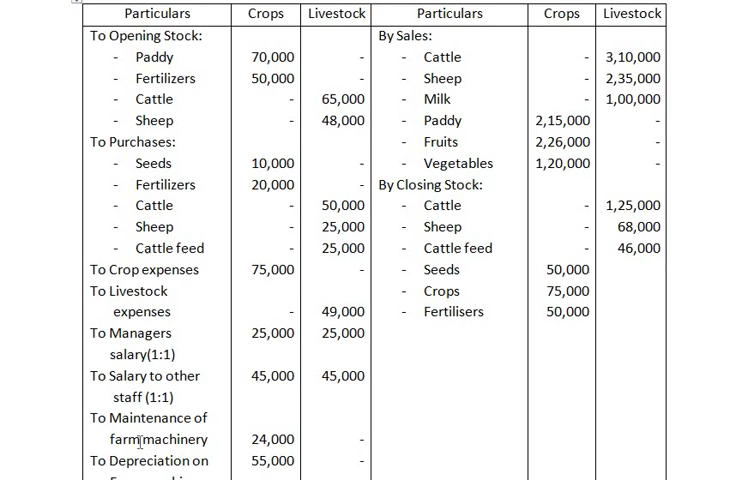 Particulars Crops Livestock Particulars Crops Livestock
To Opening Stock: By Sales:
- Paddy 70,000 - - Cattle - 3,10,000
- Fertilizers 50,000 - - Sheep - 2,35,000
- Cattle - 65,000 - Milk - 1,00,000
- Sheep - 48,000 - Paddy 2,15,000 -
To Purchases: - Fruits 2,26,000 -
- Seeds 10,000 - - Vegetables 1,20,000 -
- Fertilizers 20,000 - By Closing Stock:
- Cattle - 50,000 - Cattle - 1,25,000
- Sheep - 25,000 - Sheep - 68,000
- Cattle feed - 25,000 - Cattle feed - 46,000
To Crop expenses 75,000 - - Seeds 50,000
To Livestock - Crops 75,000
expenses - 49,000 - Fertilisers 50,000
To Managers 25,000 25,000
salary(1:1)
To Salary to other 45,000 45,000
staff (1:1)
To Maintenance of
farm machinery 24,000 -
To Depreciation on 55,000 -